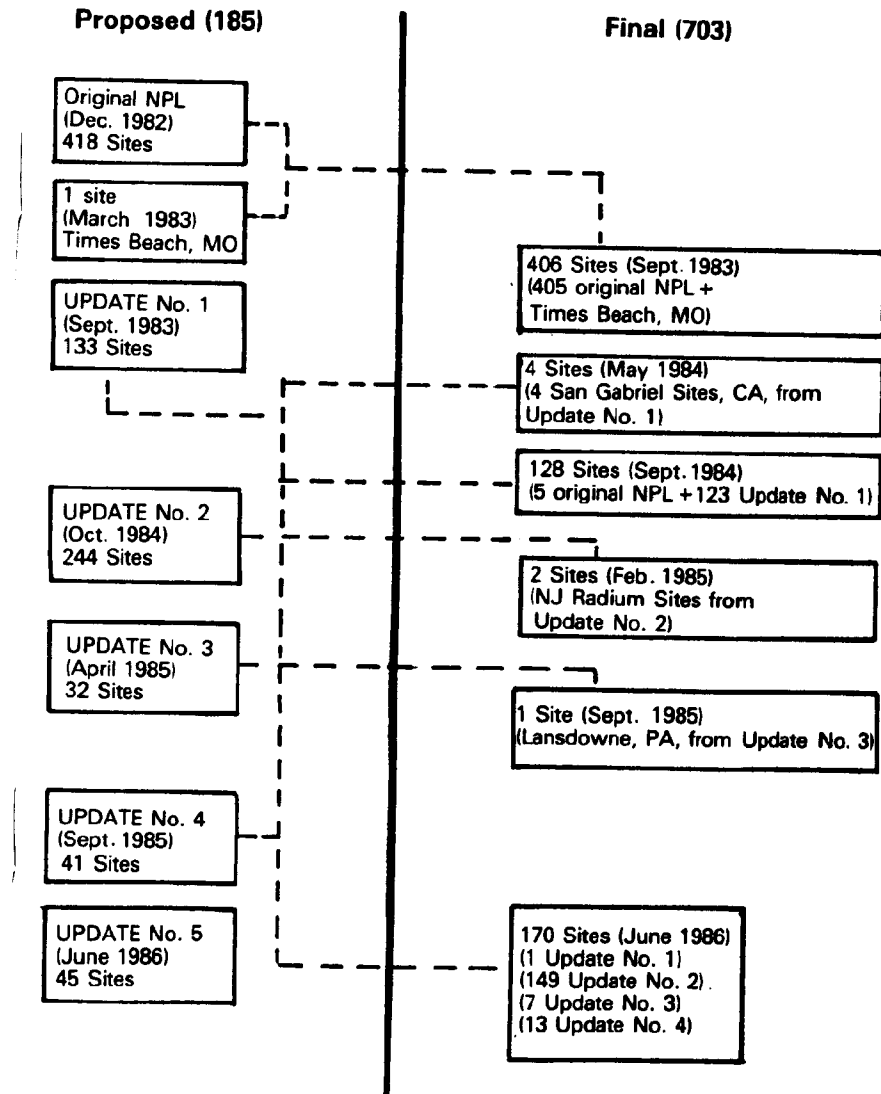 Proposed (185)
Final (703)
Original NPL
(Dec. 1982)
418 Sites
1 site
(March 1983)
Times Beach, MO
UPDATE No. 1
(Sept. 1983)
133 Sites
UPDATE No. 2
(Oct. 1984)
244 Sites
UPDATE No. 3
(April 1985)
32 Sites
UPDATE No. 4
(Sept. 1985)
41 Sites
UPDATE No. 5
(June 1986)
45 Sites
406 Sites (Sept. 1983)
(405 original NPL +
Times Beach, MO)
4 Sites (May 1984)
(4 San Gabriel Sites, CA, from
Update No. 1)
128 Sites (Sept. 1984)
(5 original NPL + 123 Update No. 1)
2 Sites (Feb. 1985)
(NJ Radium Sites from
Update No. 2)
1 Site (Sept. 1985)
(Lansdowne, PA, from Update No. 3)
170 Sites (June 1986)
(1 Update No. 1)
(149 Update No. 2)
(7 Update No. 3)
(13 Update No. 4)